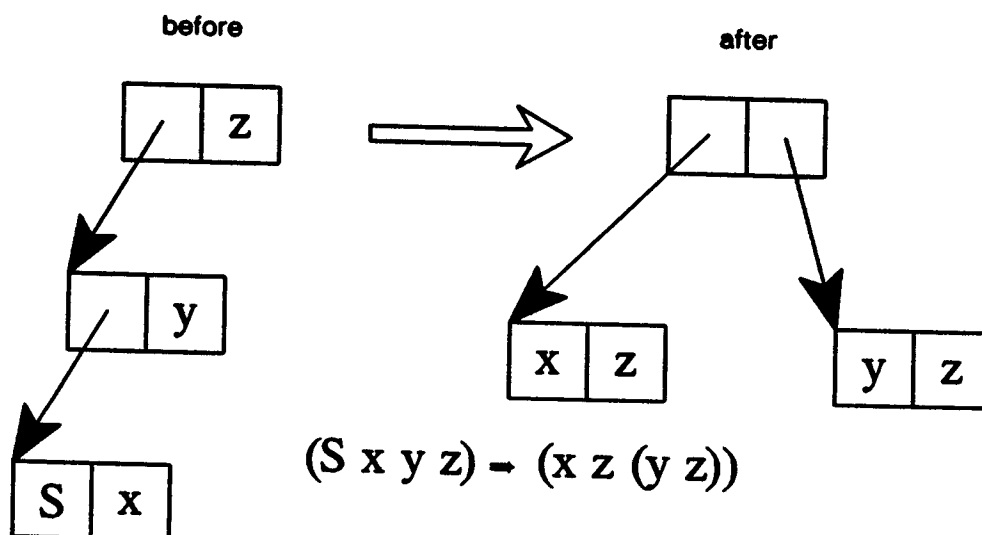 before
after
z
y
x z
y z
S x
(S x y z) → (x z (y z))